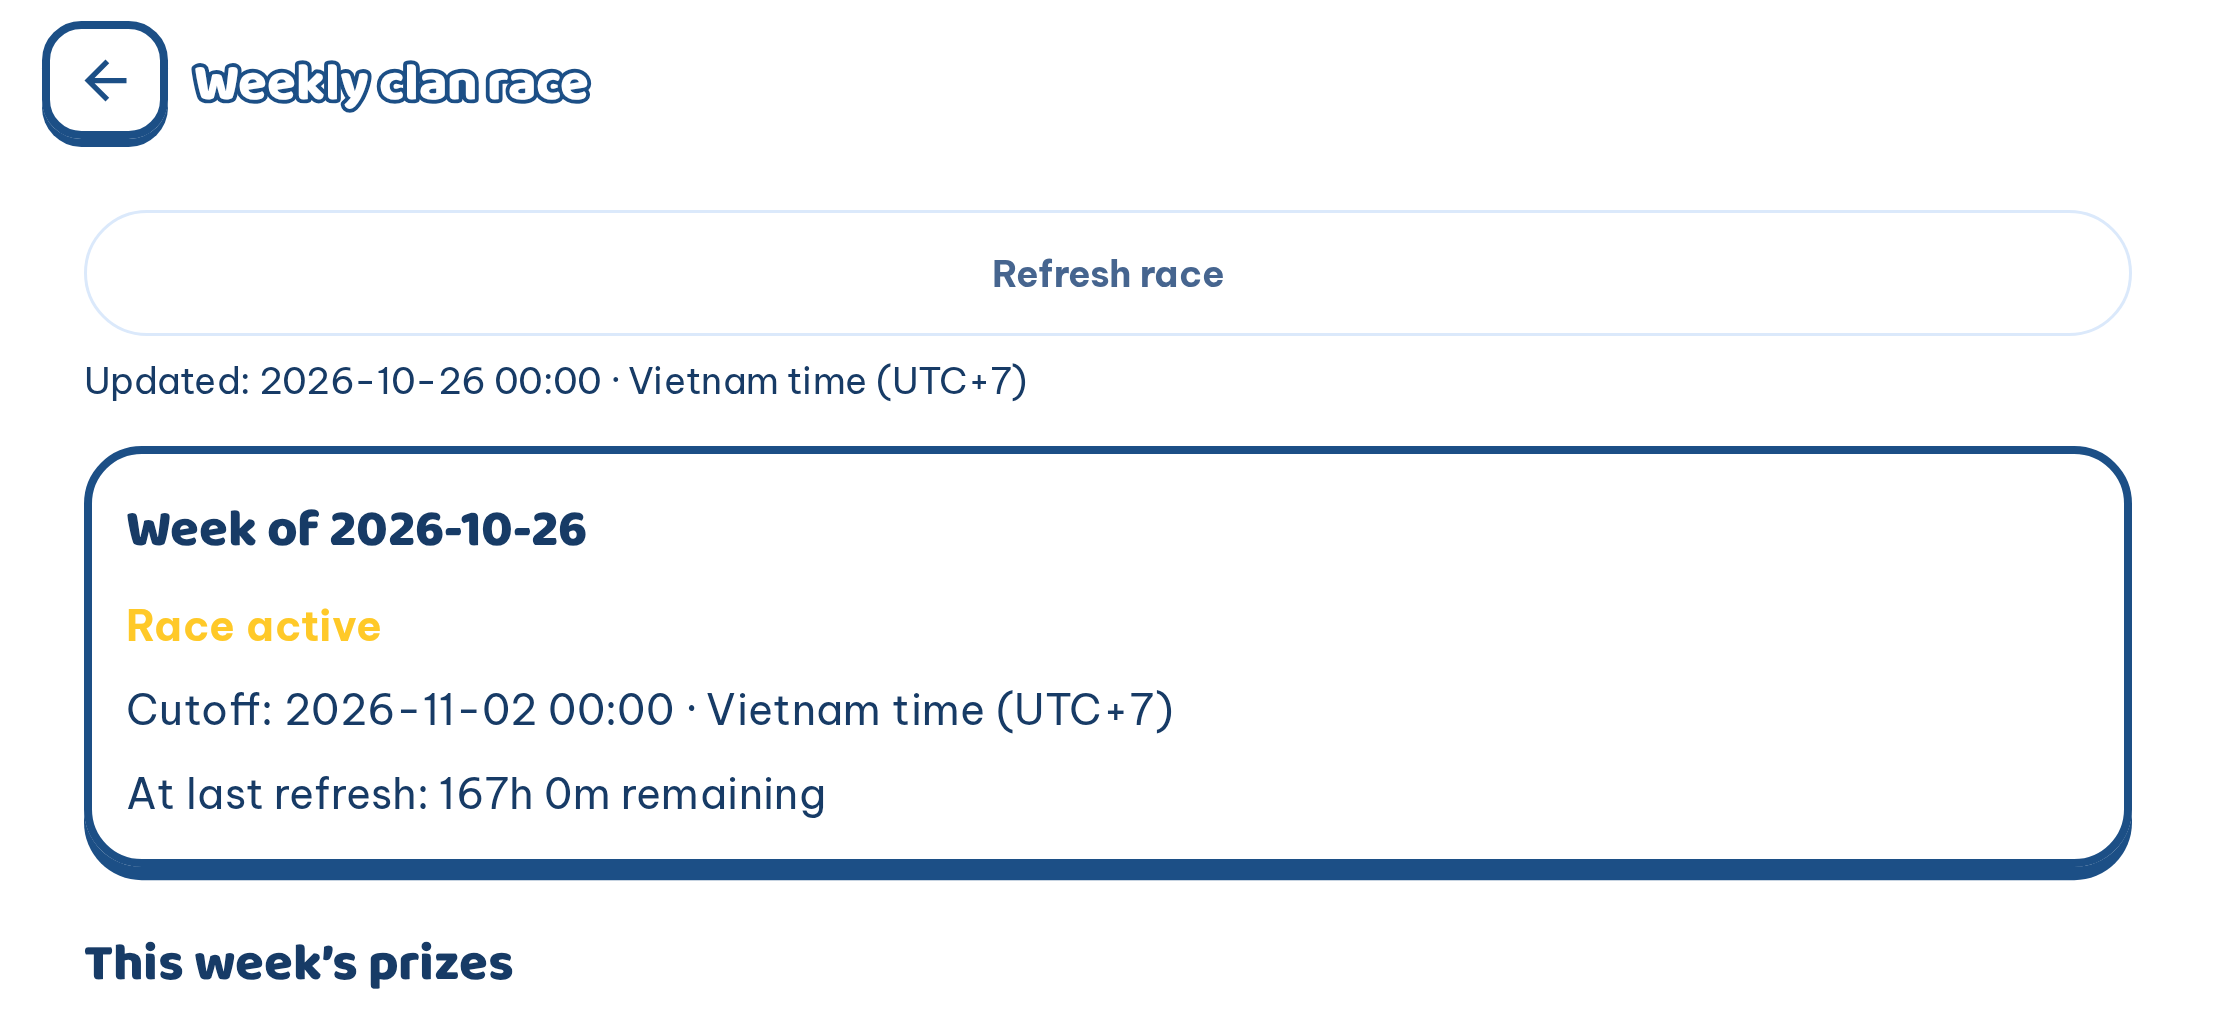 Weekly clan race
Refresh race
Updated: 2026-10-26 00:00 · Vietnam time (UTC+7)
Week of 2026-10-26
Race active
Cutoff: 2026-11-02 00:00 · Vietnam time (UTC+7)
At last refresh: 167h 0m remaining
This week’s prizes